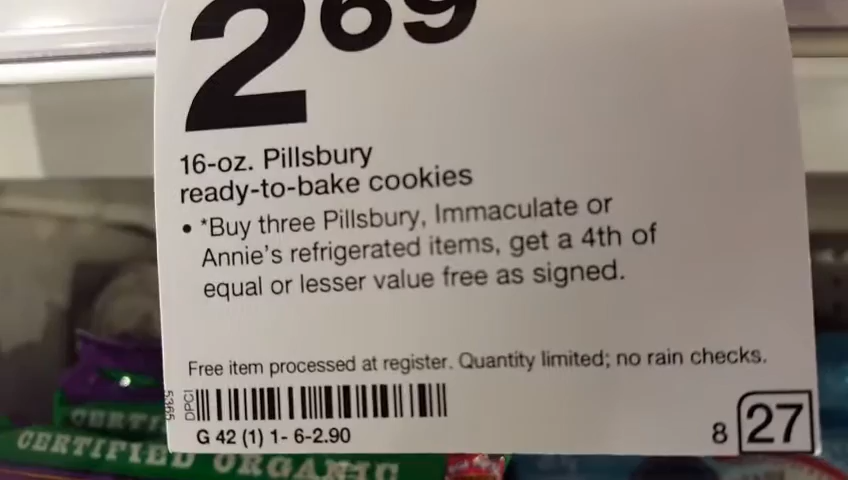 2 69
16-oz. Pillsbury
ready-to-bake cookies
• *Buy three Pillsbury, Immaculate or
Annie's refrigerated items, get a 4th of
equal or lesser value free as signed.
Free item processed at register. Quantity limited; no rain checks.
5365
DPCI
G 42 (1) 1- 6-2.90
8 27
CERTI
CERTIFIED ORGANIC